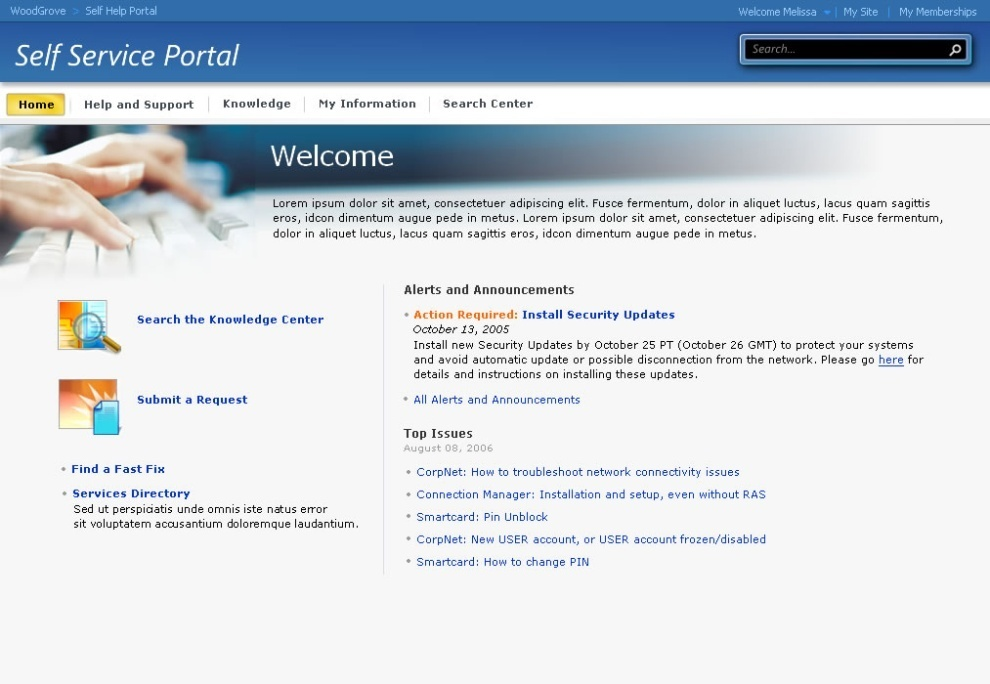 WoodGrove > Self Help Portal
Welcome Melissa | My Site | My Memberships
Self Service Portal
Search...
Home
Help and Support
Knowledge
My Information
Search Center
Welcome
Lorem ipsum dolor sit amet, consectetuer adipiscing elit. Fusce fermentum, dolor in aliquet luctus, lacus quam sagittis
eros, idcon dimentum augue pede in metus. Lorem ipsum dolor sit amet, consectetuer adipiscing elit. Fusce fermentum,
dolor in aliquet luctus, lacus quam sagittis eros, idcon dimentum augue pede in metus.
Search the Knowledge Center
Submit a Request
• Find a Fast Fix
• Services Directory
Sed ut perspiciatis unde omnis iste natus error
sit voluptatem accusantium doloremque laudantium.
Alerts and Announcements
• Action Required: Install Security Updates
October 13, 2005
Install new Security Updates by October 25 PT (October 26 GMT) to protect your systems
and avoid automatic update or possible disconnection from the network. Please go here for
details and instructions on installing these updates.
• All Alerts and Announcements
Top Issues
August 08, 2006
• CorpNet: How to troubleshoot network connectivity issues
• Connection Manager: Installation and setup, even without RAS
• Smartcard: Pin Unblock
• CorpNet: New USER account, or USER account frozen/disabled
• Smartcard: How to change PIN